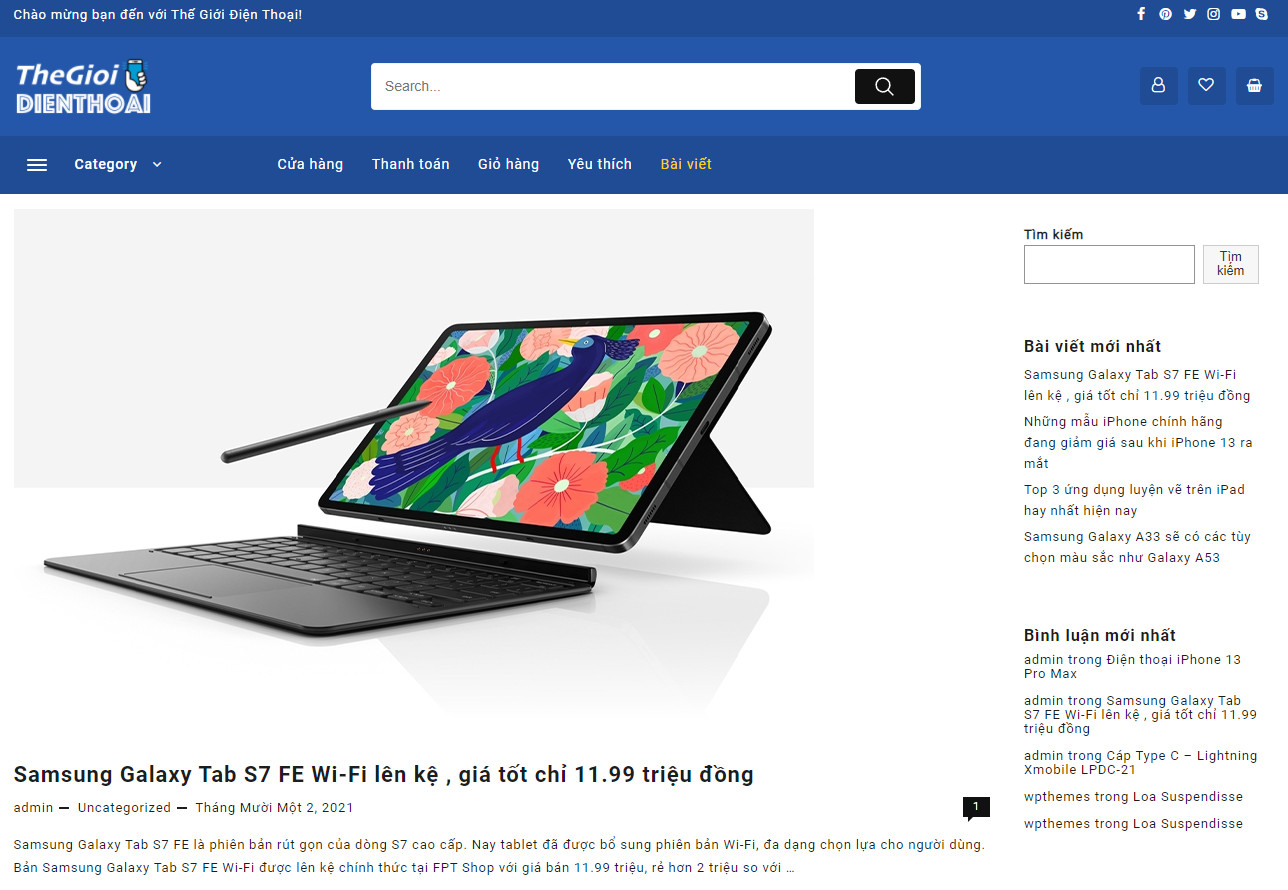 Chào mừng bạn đến với Thế Giới Điện Thoại!
TheGioi
DIENTHOAI
Search...
Category
Cửa hàng
Thanh toán
Giỏ hàng
Yêu thích
Bài viết
Samsung Galaxy Tab S7 FE Wi-Fi lên kệ , giá tốt chỉ 11.99 triệu đồng
admin — Uncategorized — Tháng Mười Một 2, 2021
1
Samsung Galaxy Tab S7 FE là phiên bản rút gọn của dòng S7 cao cấp. Nay tablet đã được bổ sung phiên bản Wi-Fi, đa dạng chọn lựa cho người dùng.
Bản Samsung Galaxy Tab S7 FE Wi-Fi được lên kệ chính thức tại FPT Shop với giá bán 11.99 triệu, rẻ hơn 2 triệu so với …
Tìm kiếm
Tìm
kiếm
Bài viết mới nhất
Samsung Galaxy Tab S7 FE Wi-Fi
lên kệ , giá tốt chỉ 11.99 triệu đồng
Những mẫu iPhone chính hãng
đang giảm giá sau khi iPhone 13 ra
mắt
Top 3 ứng dụng luyện vẽ trên iPad
hay nhất hiện nay
Samsung Galaxy A33 sẽ có các tùy
chọn màu sắc như Galaxy A53
Bình luận mới nhất
admin trong Điện thoại iPhone 13
Pro Max
admin trong Samsung Galaxy Tab
S7 FE Wi-Fi lên kệ , giá tốt chỉ 11.99
triệu đồng
admin trong Cáp Type C – Lightning
Xmobile LPDC-21
wpthemes trong Loa Suspendisse
wpthemes trong Loa Suspendisse